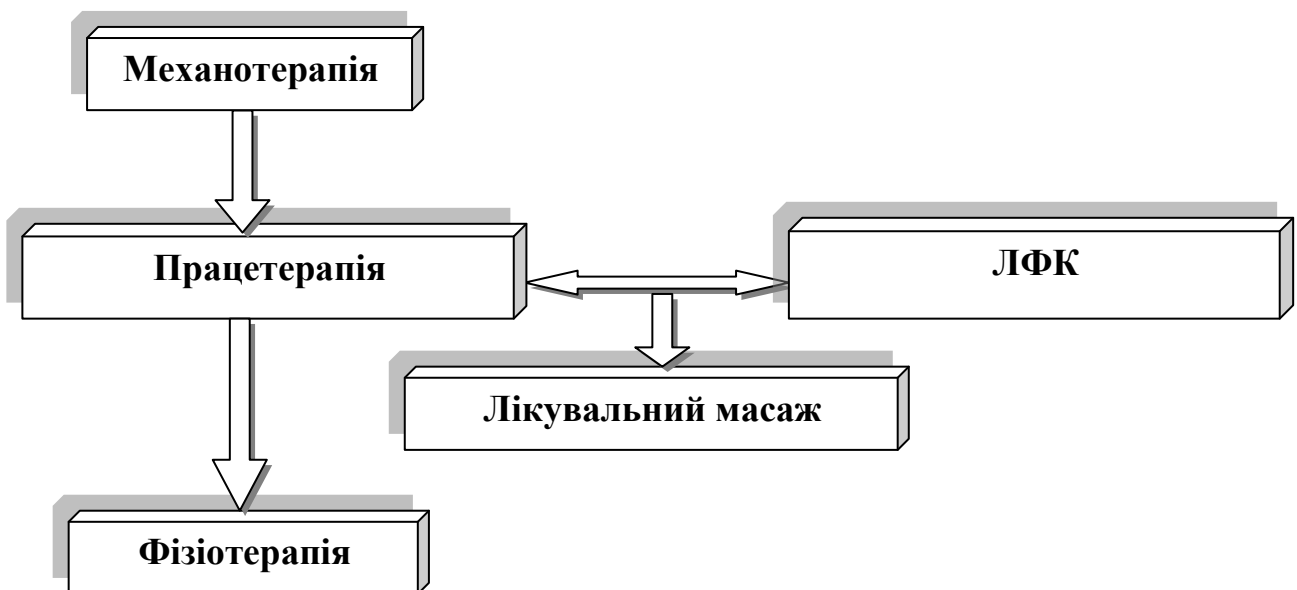 Механотерапія
Працетерапія
ЛФК
Лікувальний масаж
Фізіотерапія